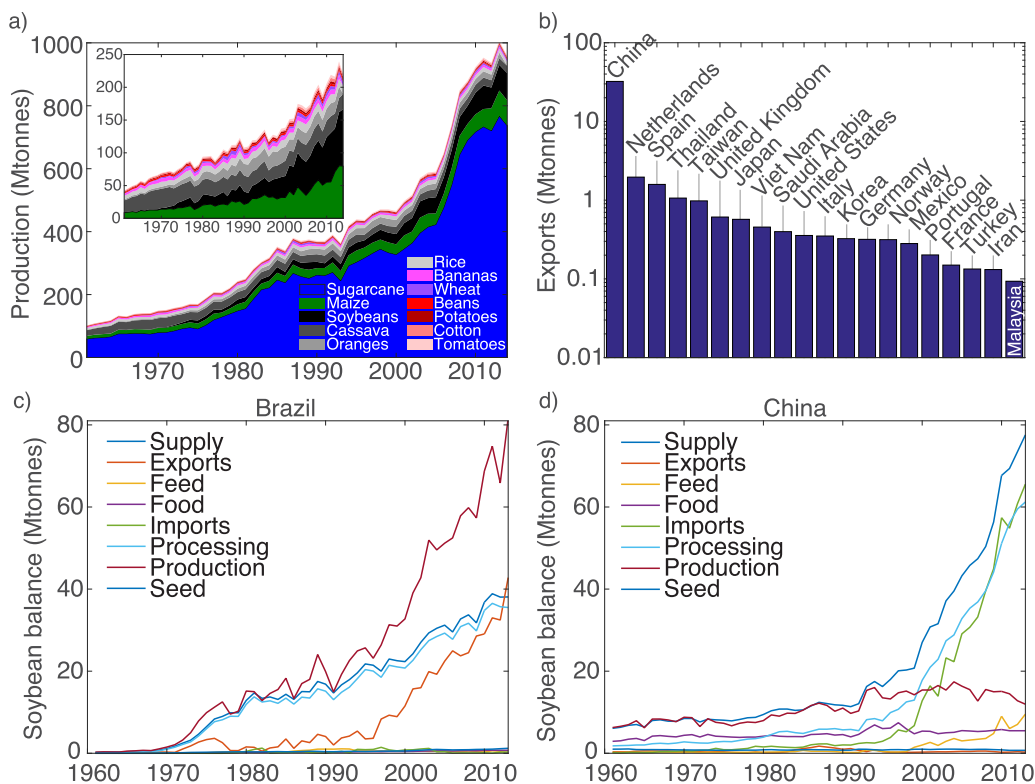 a)
Production (Mtonnes)
1000
800
600
400
200
0
250
200
150
100
50
0
1970 1980 1990 2000 2010
Sugarcane
Maize
Soybeans
Cassava
Oranges
Rice
Bananas
Wheat
Beans
Potatoes
Cotton
Tomatoes
1970 1980 1990 2000 2010
b)
Exports (Mtonnes)
100
10
1
0.1
0.01
China
Netherlands
Spain
Thailand
Taiwan
United Kingdom
Japan
Viet Nam
Saudi Arabia
United States
Italy
Korea
Germany
Norway
Mexico
Portugal
France
Turkey
Iran
Malaysia
c)
Brazil
Soybean balance (Mtonnes)
80
60
40
20
0
Supply
Exports
Feed
Food
Imports
Processing
Production
Seed
1960 1970 1980 1990 2000 2010
d)
China
Soybean balance (Mtonnes)
80
60
40
20
0
Supply
Exports
Feed
Food
Imports
Processing
Production
Seed
1960 1970 1980 1990 2000 2010